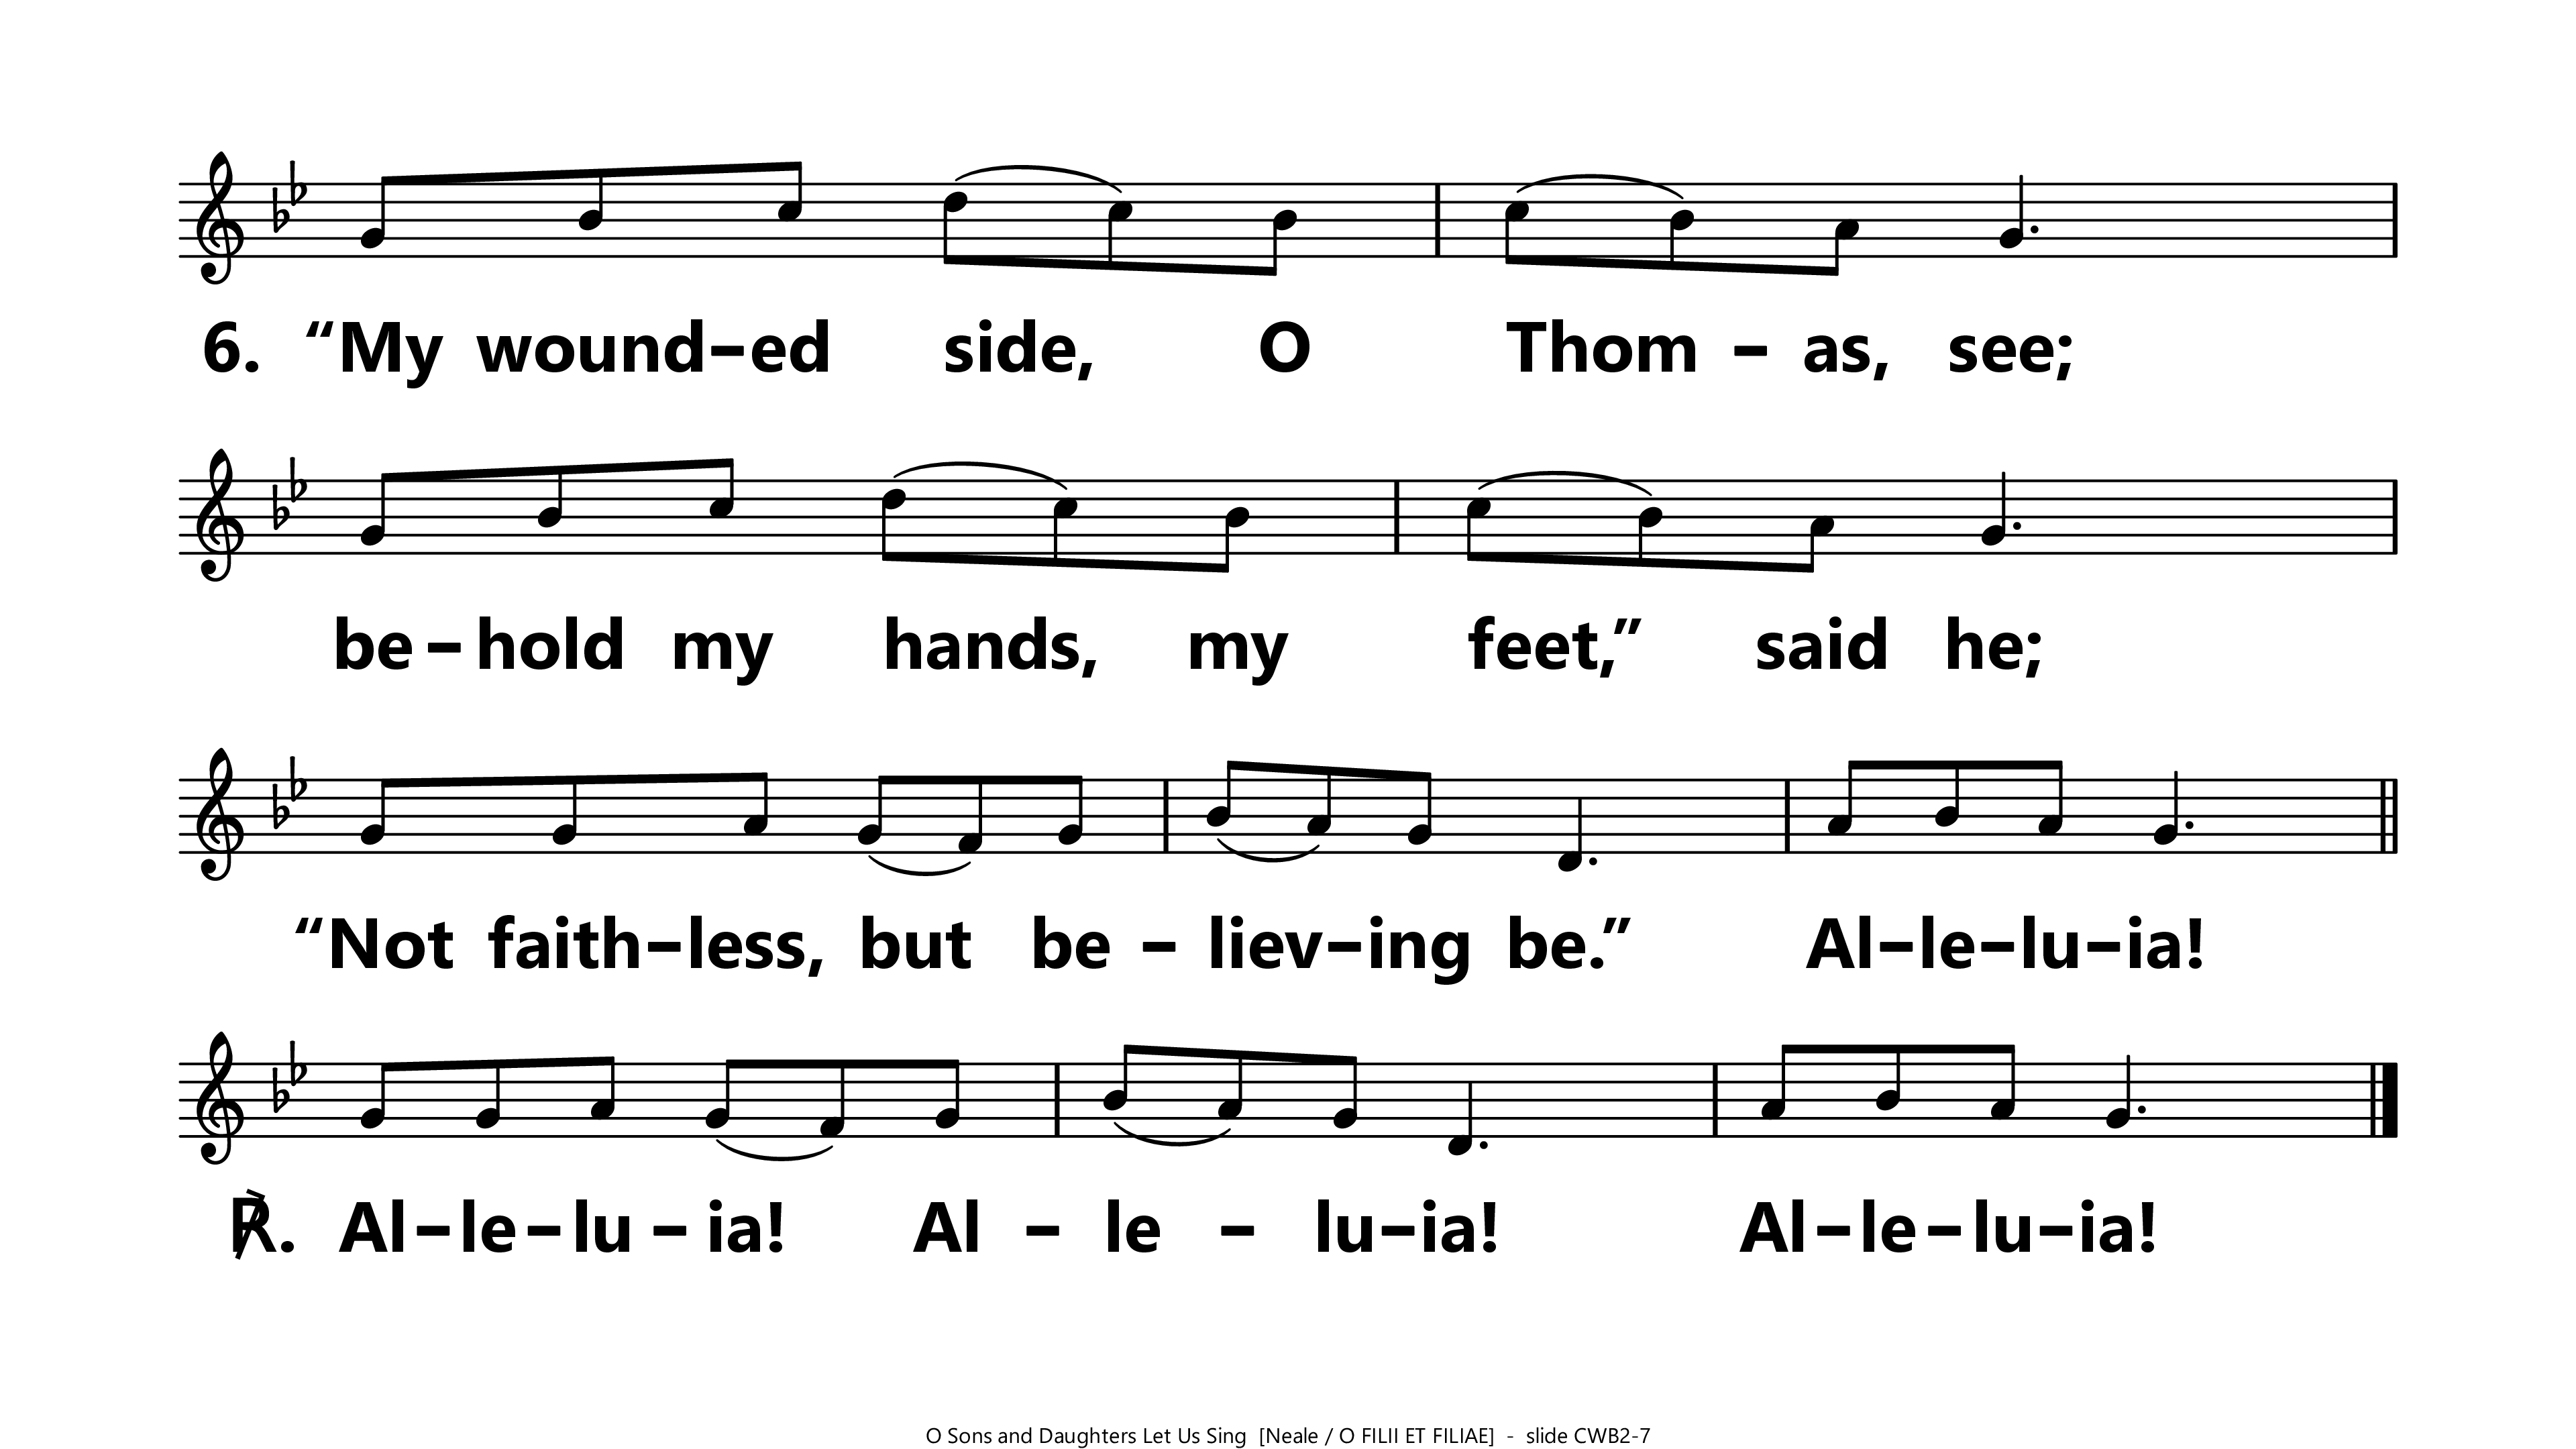 6. “My wound–ed side, O Thom – as, see;
be – hold my hands, my feet,” said he;
“Not faith–less, but be – liev–ing be.” Al–le–lu–ia!
℟. Al–le–lu – ia! Al – le – lu–ia! Al–le–lu–ia!
O Sons and Daughters Let Us Sing [Neale / O FILII ET FILIAE] - slide CWB2-7